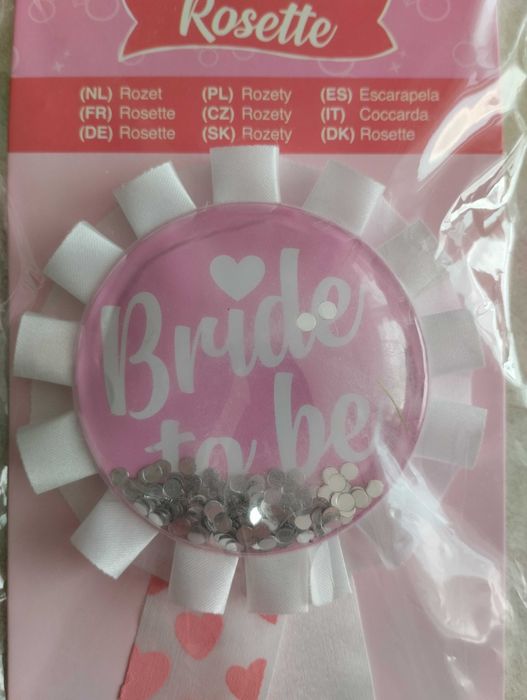 Rosette
(NL) Rozet (PL) Rozety (ES) Escarapela
(FR) Rosette (CZ) Rozety (IT) Coccarda
(DE) Rosette (SK) Rozety (DK) Rosette
Bride
to be